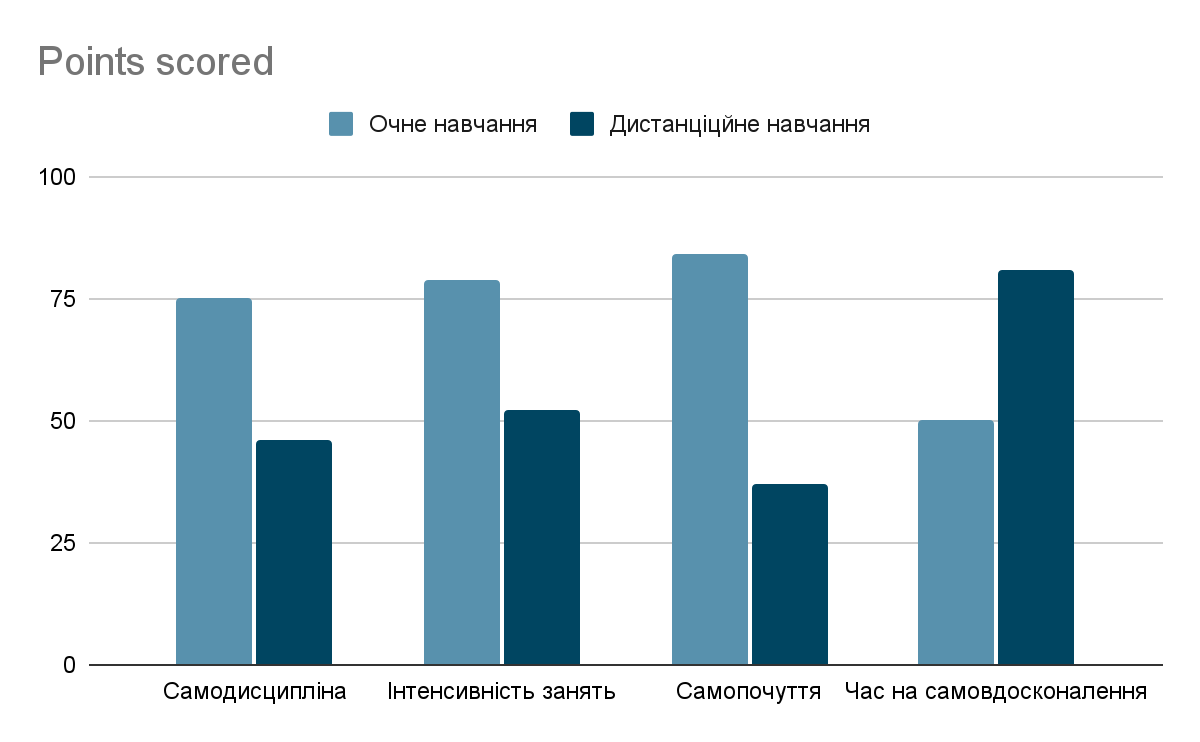 Points scored
Очне навчання Дистанціцйне навчання
100
75
50
25
0
Самодисципліна Інтенсивність занять Самопочуття Час на самовдосконалення